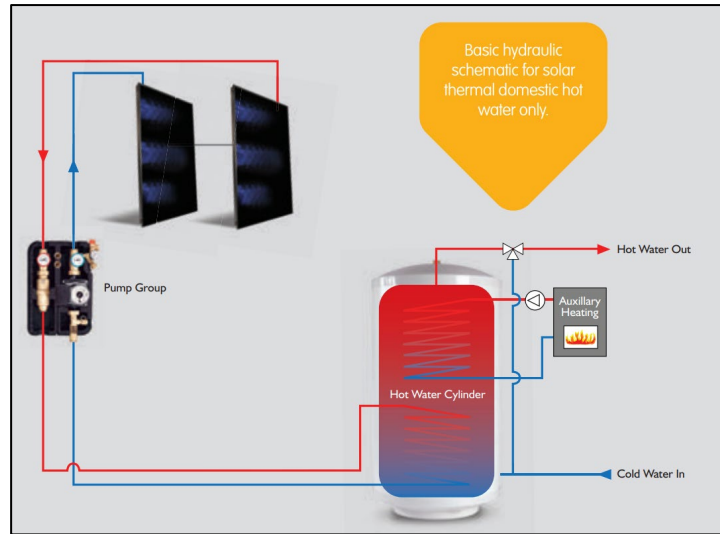 Basic hydraulic
schematic for solar
thermal domestic hot
water only.
Hot Water Out
Pump Group
Auxillary
Heating
Hot Water Cylinder
Cold Water In